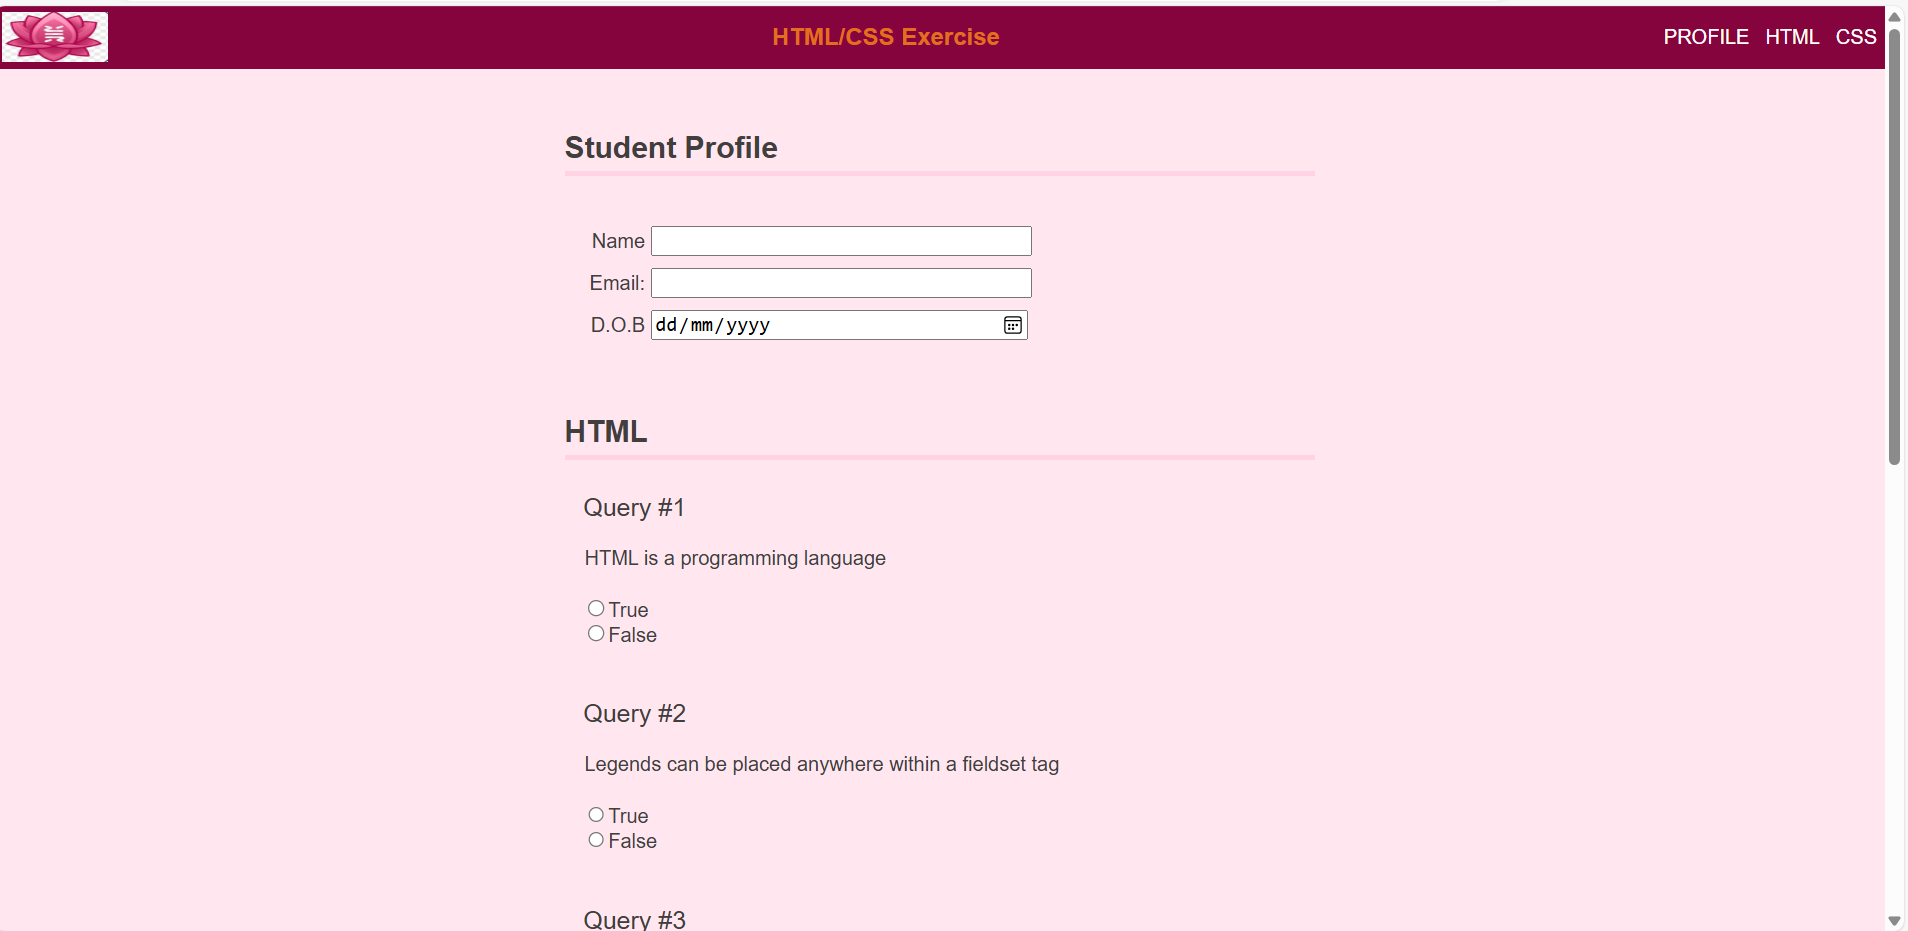 HTML/CSS Exercise
PROFILE HTML CSS
Student Profile
Name
Email:
D.O.B dd/mm/yyyy
HTML
Query #1
HTML is a programming language
True
False
Query #2
Legends can be placed anywhere within a fieldset tag
True
False
Query #3